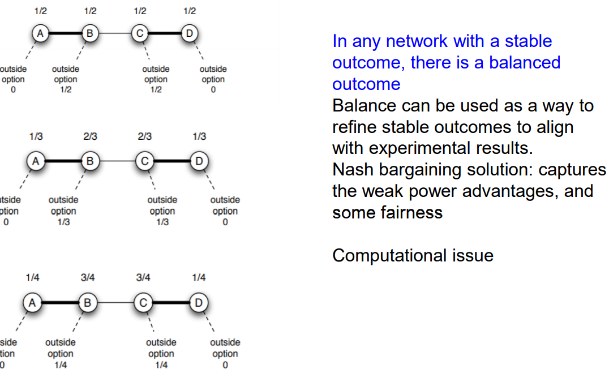 1/2 1/2 1/2 1/2
A B C D
outside outside outside outside
option option option option
0 1/2 1/2 0
1/3 2/3 2/3 1/3
A B C D
utside outside outside outside
ption option option option
0 1/3 1/3 0
1/4 3/4 3/4 1/4
A B C D
side outside outside outside
tion option option option
0 1/4 1/4 0
In any network with a stable
outcome, there is a balanced
outcome
Balance can be used as a way to
refine stable outcomes to align
with experimental results.
Nash bargaining solution: captures
the weak power advantages, and
some fairness
Computational issue